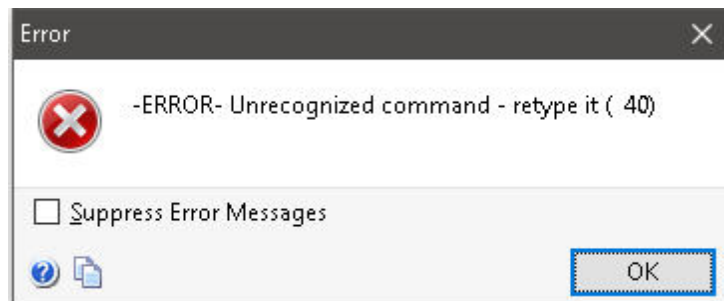 Error
-ERROR- Unrecognized command - retype it ( 40)
Suppress Error Messages
OK